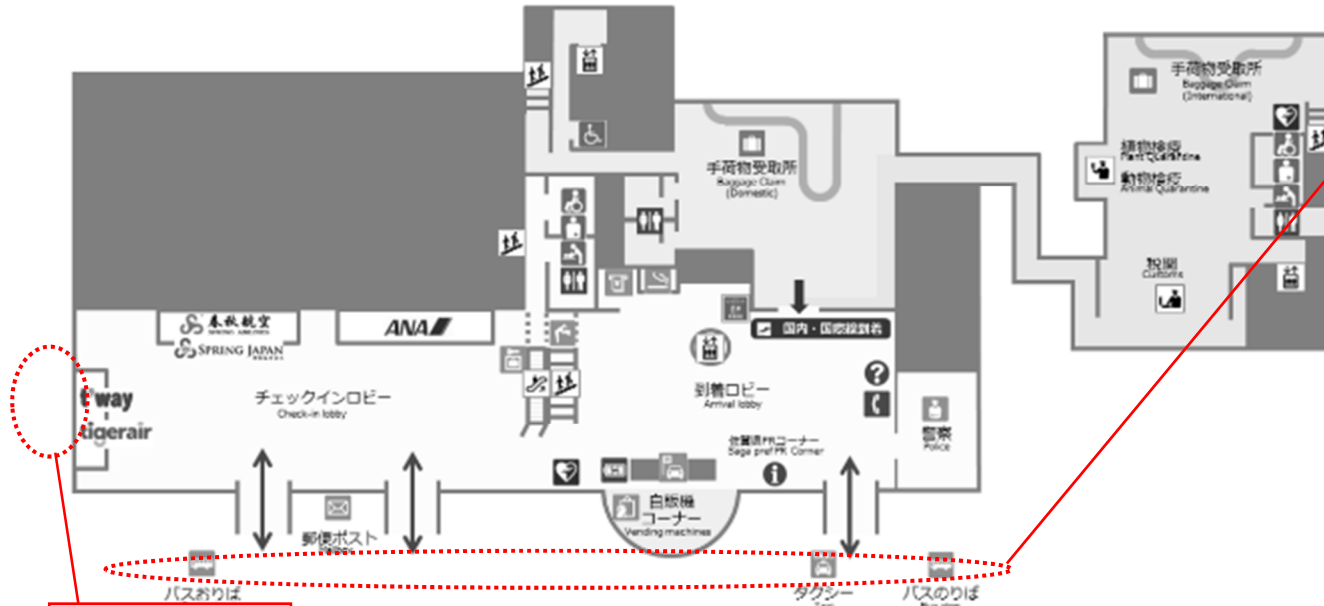 手荷物受取所
Baggage Claim
(International)
植物検疫
Plant Quarantine
動物検疫
Animal Quarantine
税関
Customs
手荷物受取所
Baggage Claim
(Domestic)
国内・国際線到着
春秋航空
SPRING AIRLINES
SPRING JAPAN
ANA
t'way
tigerair
チェックインロビー
Check-in lobby
到着ロビー
Arrival lobby
佐賀県PRコーナー
Saga pref PR Corner
警察
Police
自販機
コーナー
Vending machines
郵便ポスト
バスおりば
タクシー
バスのりば